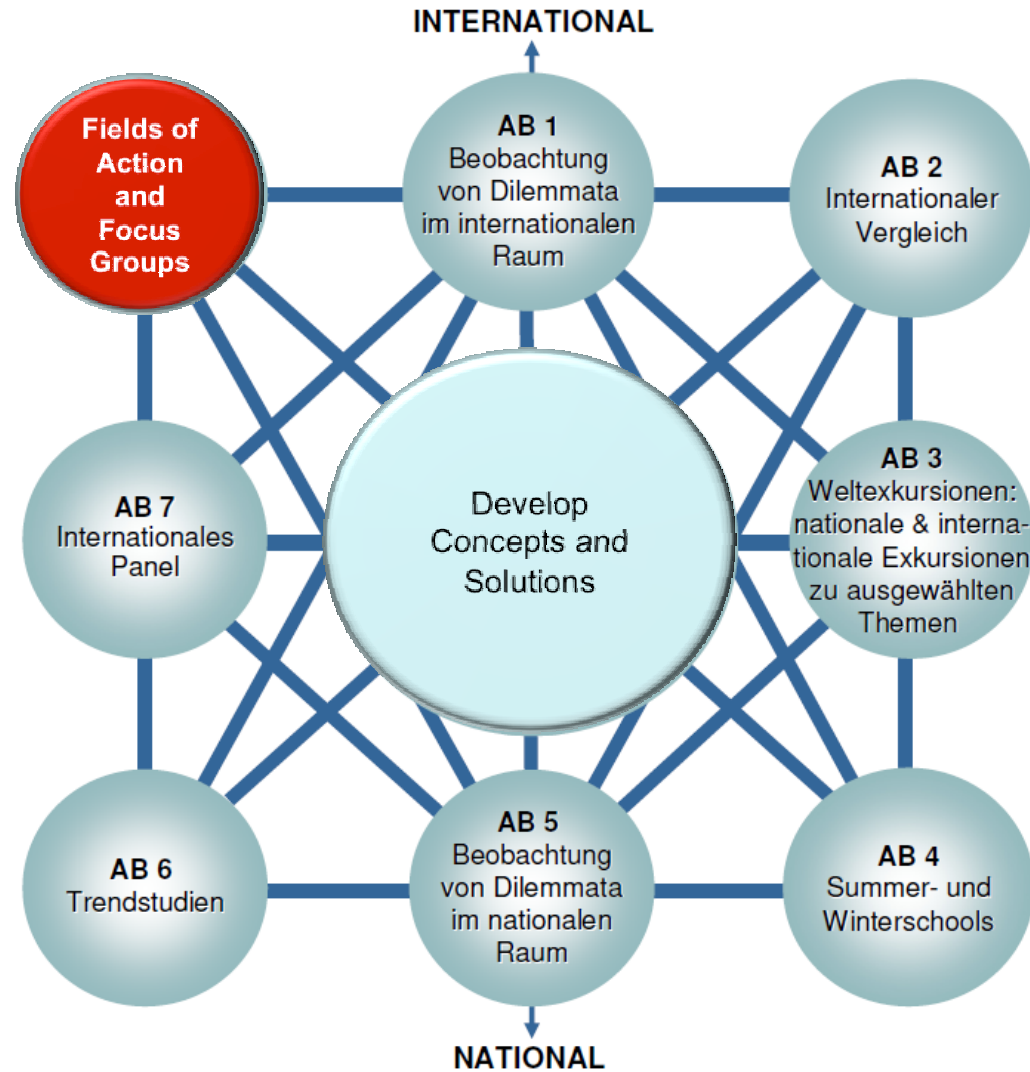 INTERNATIONAL
Fields of
Action
and
Focus
Groups
AB 1
Beobachtung
von Dilemmata
im internationalen
Raum
AB 2
Internationaler
Vergleich
AB 7
Internationales
Panel
Develop
Concepts and
Solutions
AB 3
Weltexkursionen:
nationale & interna-
tionale Exkursionen
zu ausgewählten
Themen
AB 6
Trendstudien
AB 5
Beobachtung
von Dilemmata
im nationalen
Raum
AB 4
Summer- und
Winterschools
NATIONAL